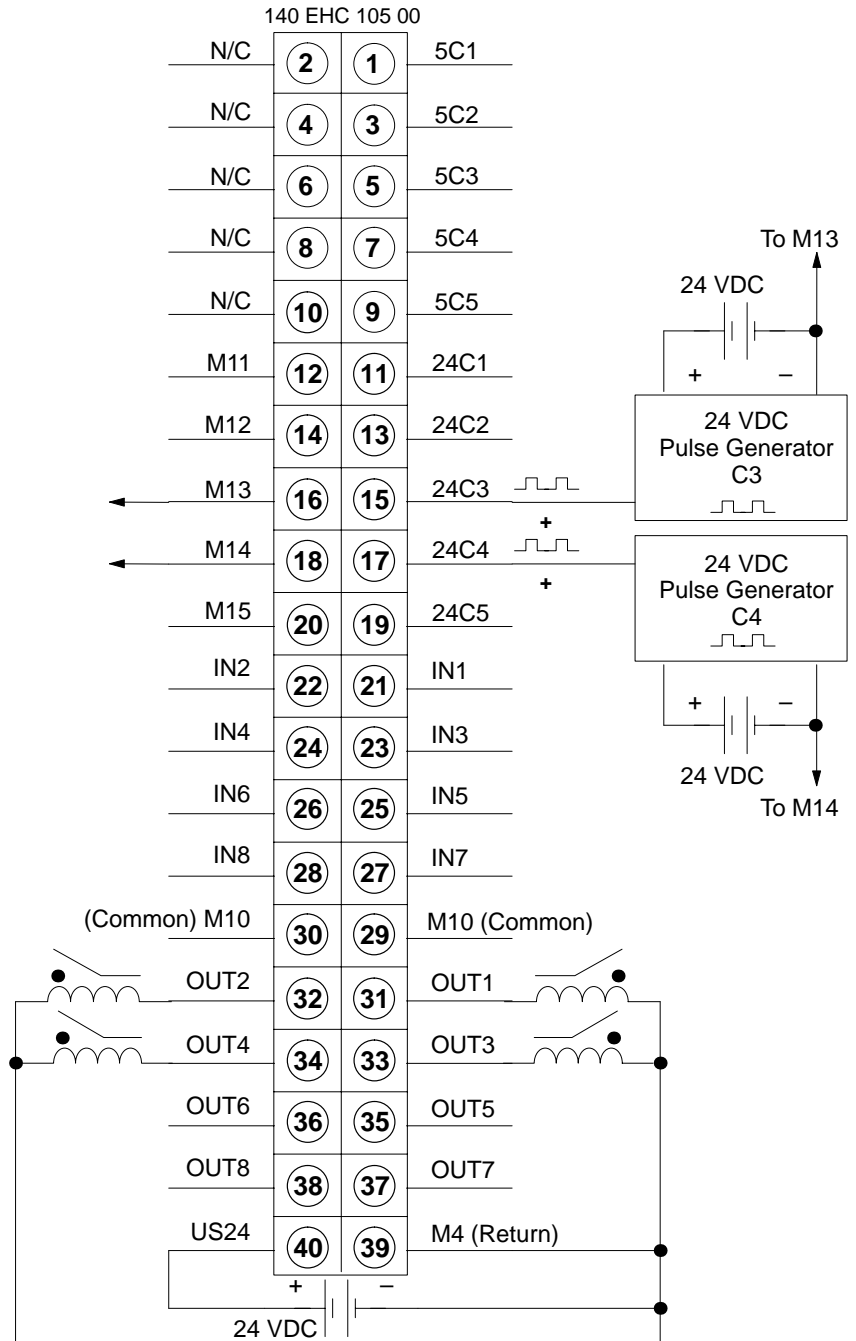 140 EHC 105 00
N/C 2 1 5C1
N/C 4 3 5C2
N/C 6 5 5C3
N/C 8 7 5C4
N/C 10 9 5C5
M11 12 11 24C1
M12 14 13 24C2
M13 16 15 24C3
+
M14 18 17 24C4
+
M15 20 19 24C5
IN2 22 21 IN1
IN4 24 23 IN3
IN6 26 25 IN5
IN8 28 27 IN7
(Common) M10 30 29 M10 (Common)
OUT2 32 31 OUT1
OUT4 34 33 OUT3
OUT6 36 35 OUT5
OUT8 38 37 OUT7
US24 40 39 M4 (Return)
+ –
24 VDC
To M13
24 VDC
+ –
24 VDC
Pulse Generator
C3
24 VDC
Pulse Generator
C4
+ –
24 VDC
To M14